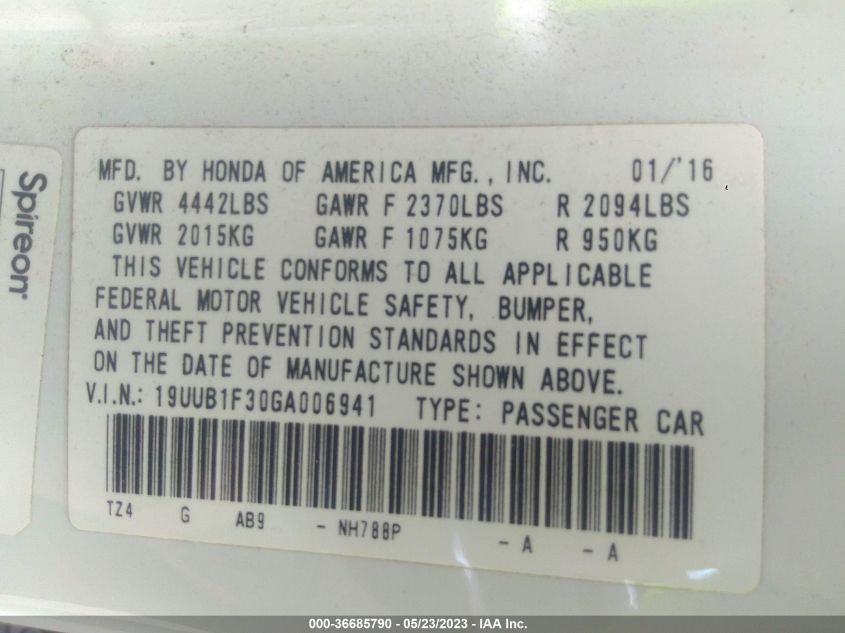 MFD. BY HONDA OF AMERICA MFG., INC. 01/'16
GVWR 4442LBS GAWR F 2370LBS R 2094LBS
GVWR 2015KG GAWR F 1075KG R 950KG
THIS VEHICLE CONFORMS TO ALL APPLICABLE
FEDERAL MOTOR VEHICLE SAFETY, BUMPER,
AND THEFT PREVENTION STANDARDS IN EFFECT
ON THE DATE OF MANUFACTURE SHOWN ABOVE.
V.I.N.: 19UUB1F30GA006941 TYPE: PASSENGER CAR
TZ4 G AB9 - NH788P - A - A
Spireon
000-36685790 - 05/23/2023 - IAA Inc.